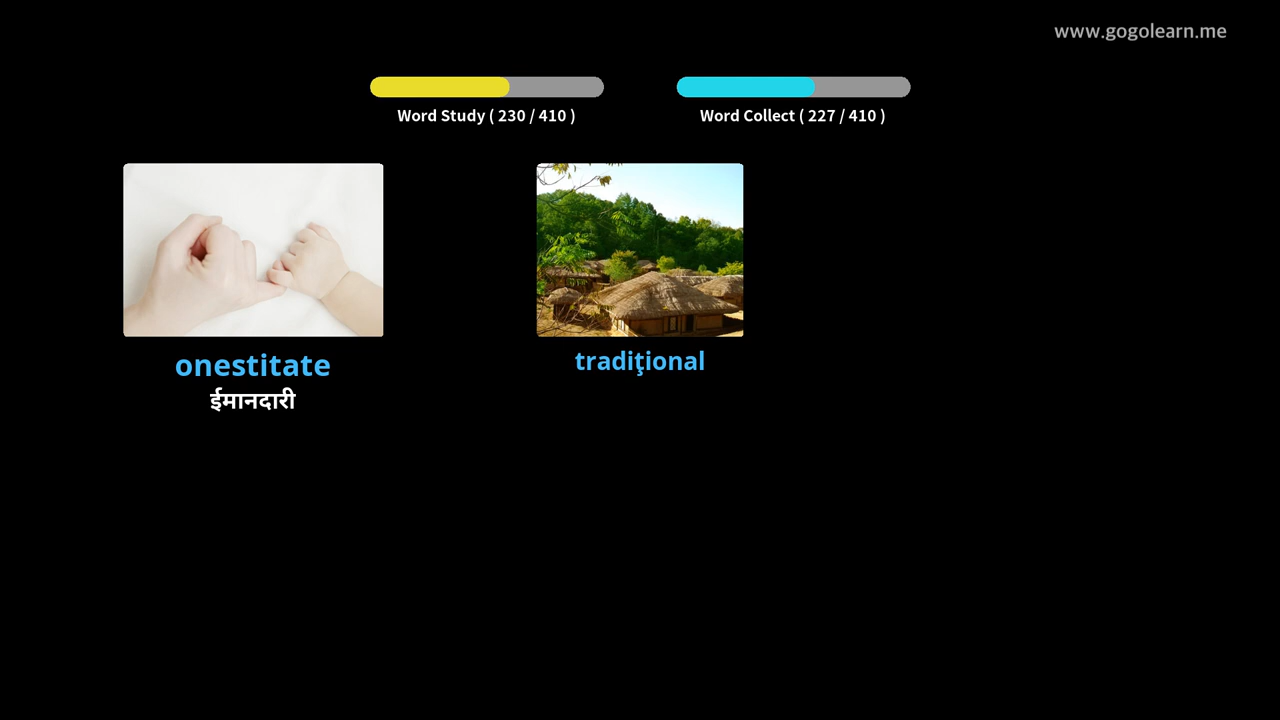 www.gogolearn.me
Word Study ( 230 / 410 )
Word Collect ( 227 / 410 )
onestitate
ईमानदारी
tradiţional